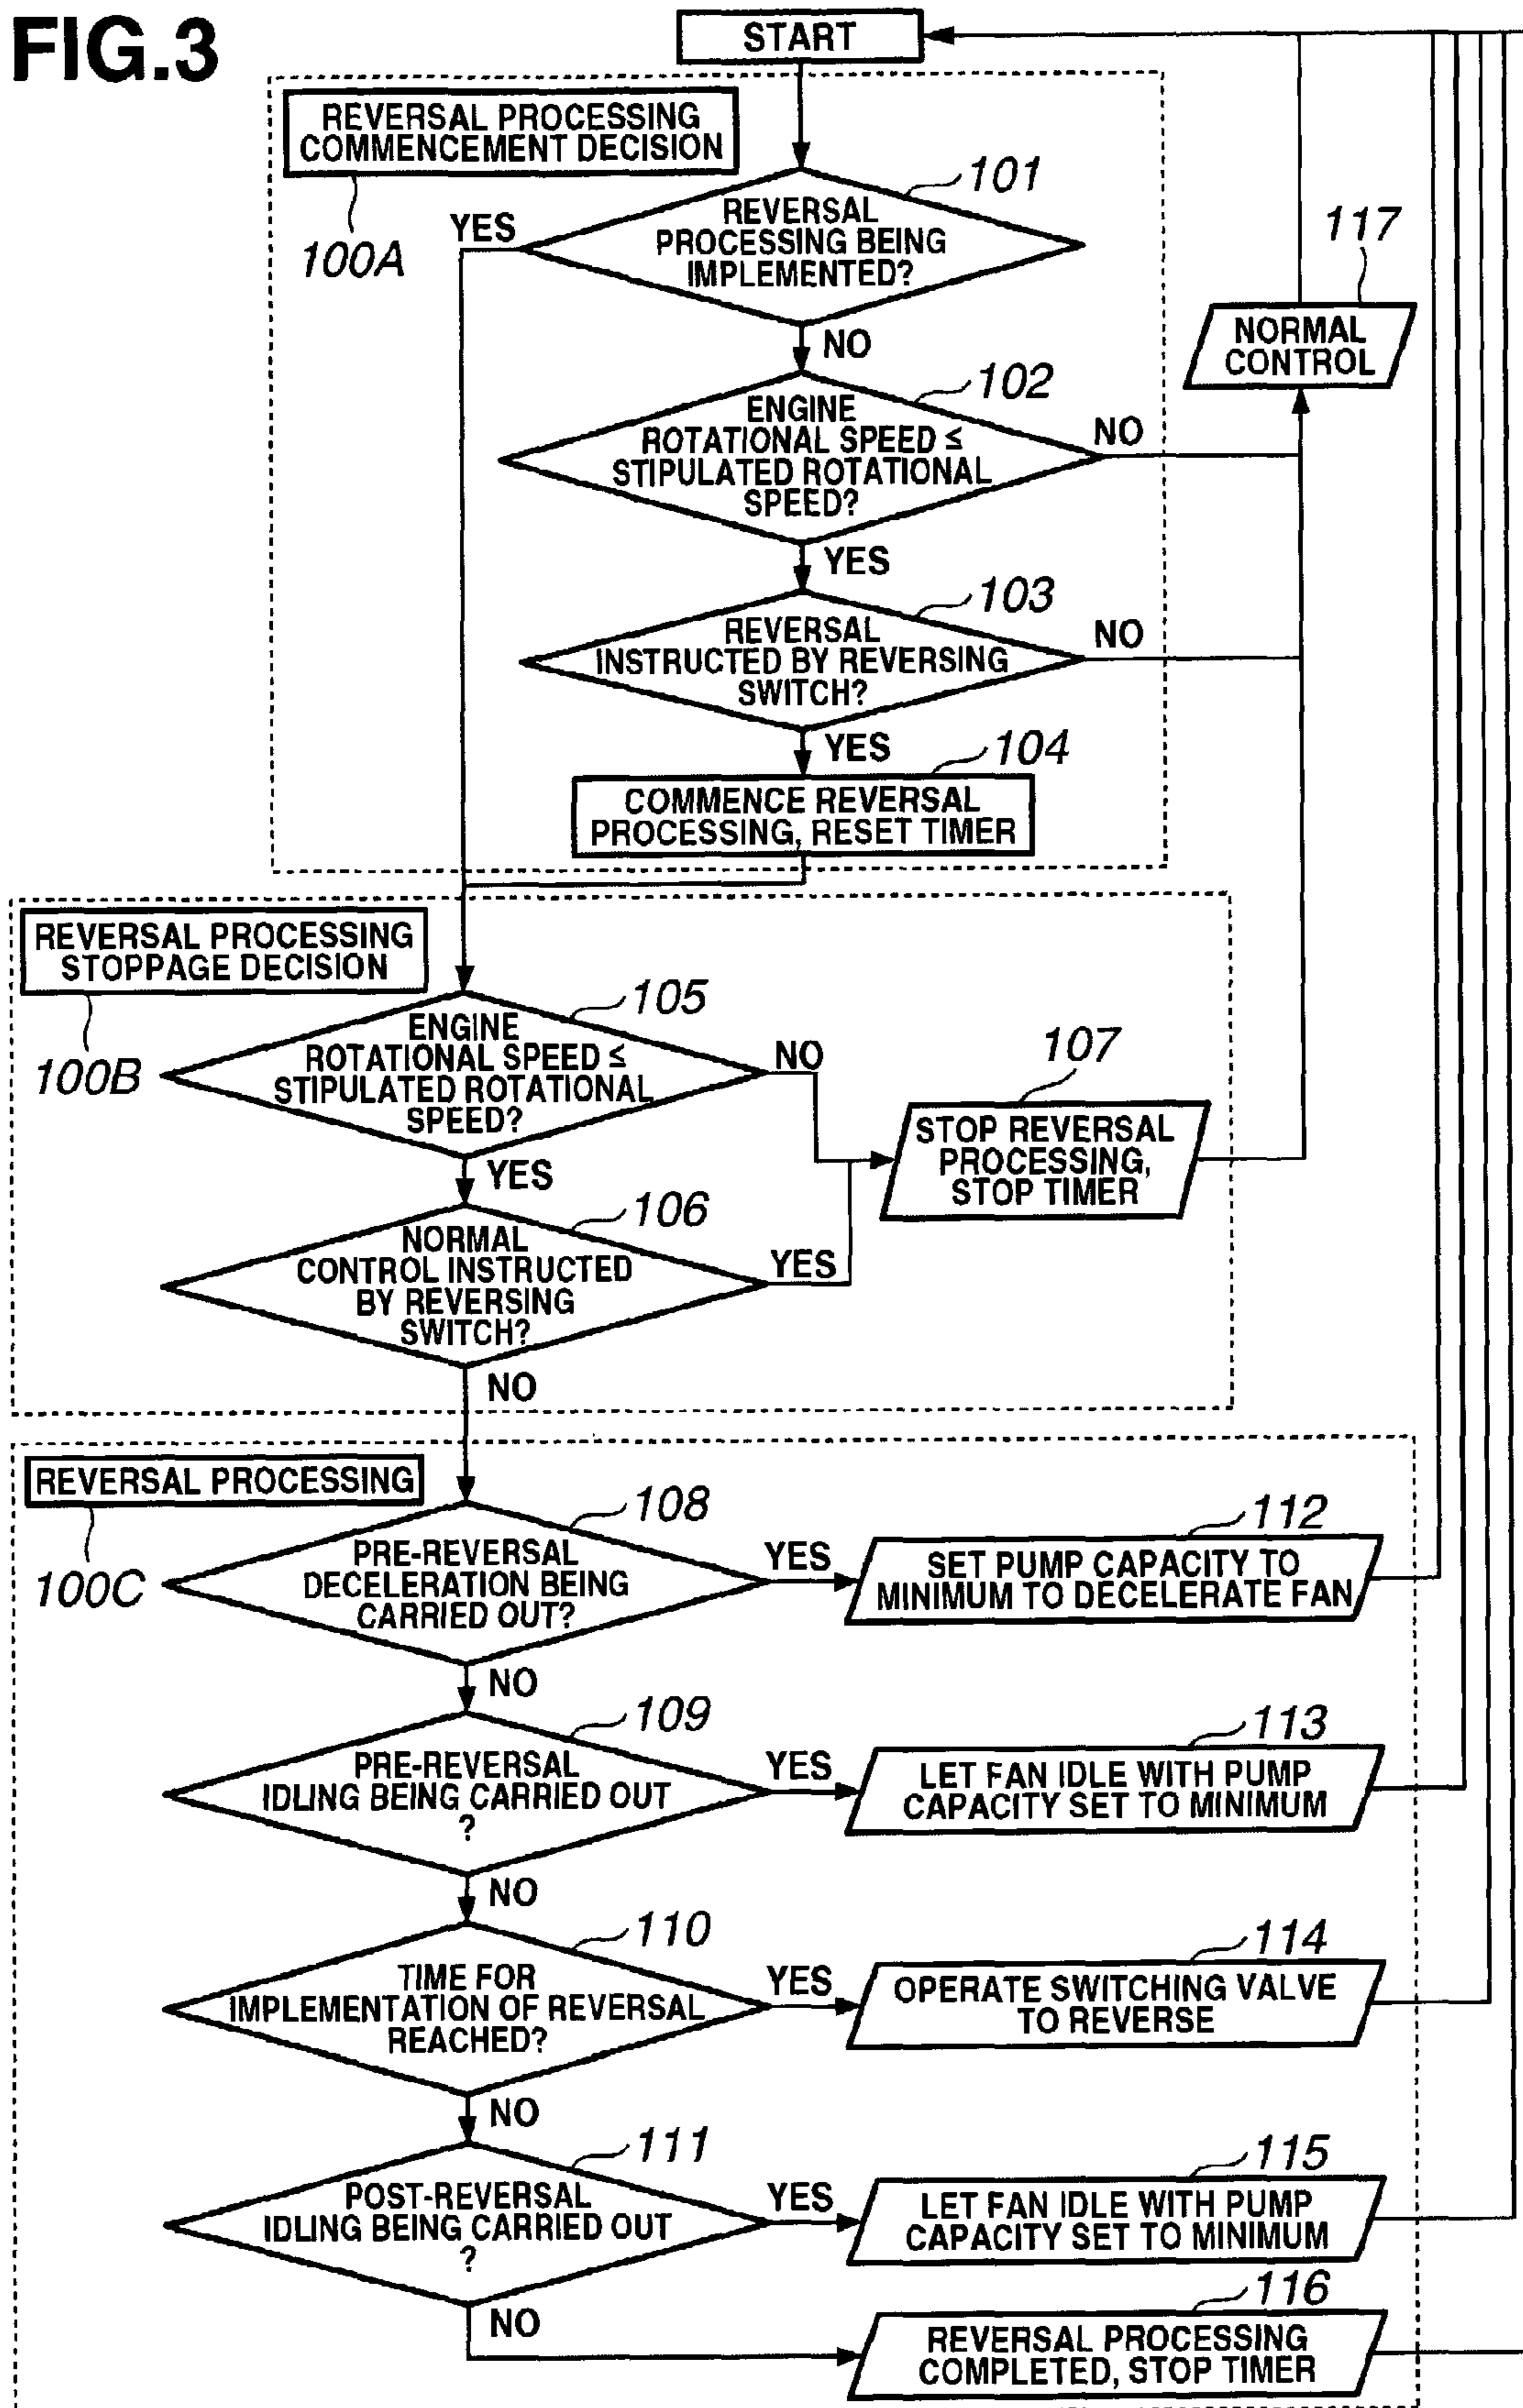 FIG.3
START
REVERSAL PROCESSING
COMMENCEMENT DECISION
100A
101
REVERSAL
PROCESSING BEING
IMPLEMENTED?
YES
NO
117
NORMAL
CONTROL
102
ENGINE
ROTATIONAL SPEED ≤
STIPULATED ROTATIONAL
SPEED?
NO
YES
103
REVERSAL
INSTRUCTED BY REVERSING
SWITCH?
NO
YES
104
COMMENCE REVERSAL
PROCESSING, RESET TIMER
REVERSAL PROCESSING
STOPPAGE DECISION
100B
105
ENGINE
ROTATIONAL SPEED ≤
STIPULATED ROTATIONAL
SPEED?
NO
YES
107
STOP REVERSAL
PROCESSING,
STOP TIMER
106
NORMAL
CONTROL INSTRUCTED
BY REVERSING
SWITCH?
YES
NO
REVERSAL PROCESSING
100C
108
PRE-REVERSAL
DECELERATION BEING
CARRIED OUT?
YES
112
SET PUMP CAPACITY TO
MINIMUM TO DECELERATE FAN
NO
109
PRE-REVERSAL
IDLING BEING CARRIED OUT
?
YES
113
LET FAN IDLE WITH PUMP
CAPACITY SET TO MINIMUM
NO
110
TIME FOR
IMPLEMENTATION OF REVERSAL
REACHED?
YES
114
OPERATE SWITCHING VALVE
TO REVERSE
NO
111
POST-REVERSAL
IDLING BEING CARRIED OUT
?
YES
115
LET FAN IDLE WITH PUMP
CAPACITY SET TO MINIMUM
NO
116
REVERSAL PROCESSING
COMPLETED, STOP TIMER